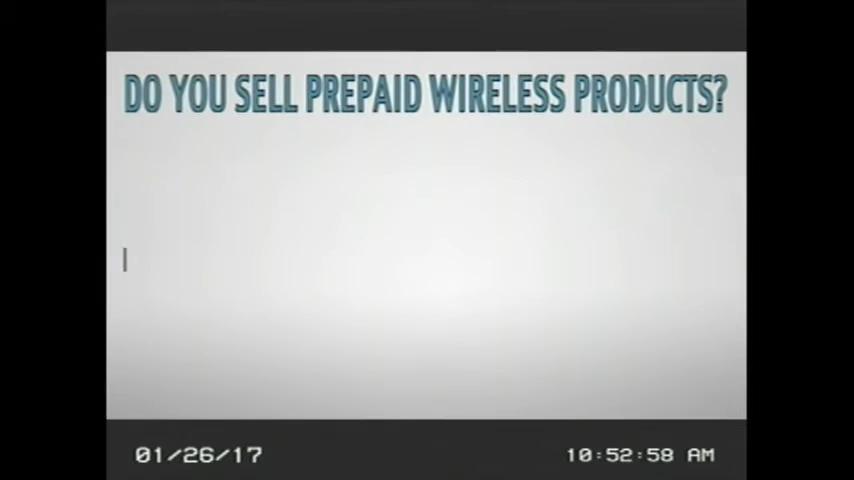 DO YOU SELL PREPAID WIRELESS PRODUCTS?
01/26/17 10:52:58 AM